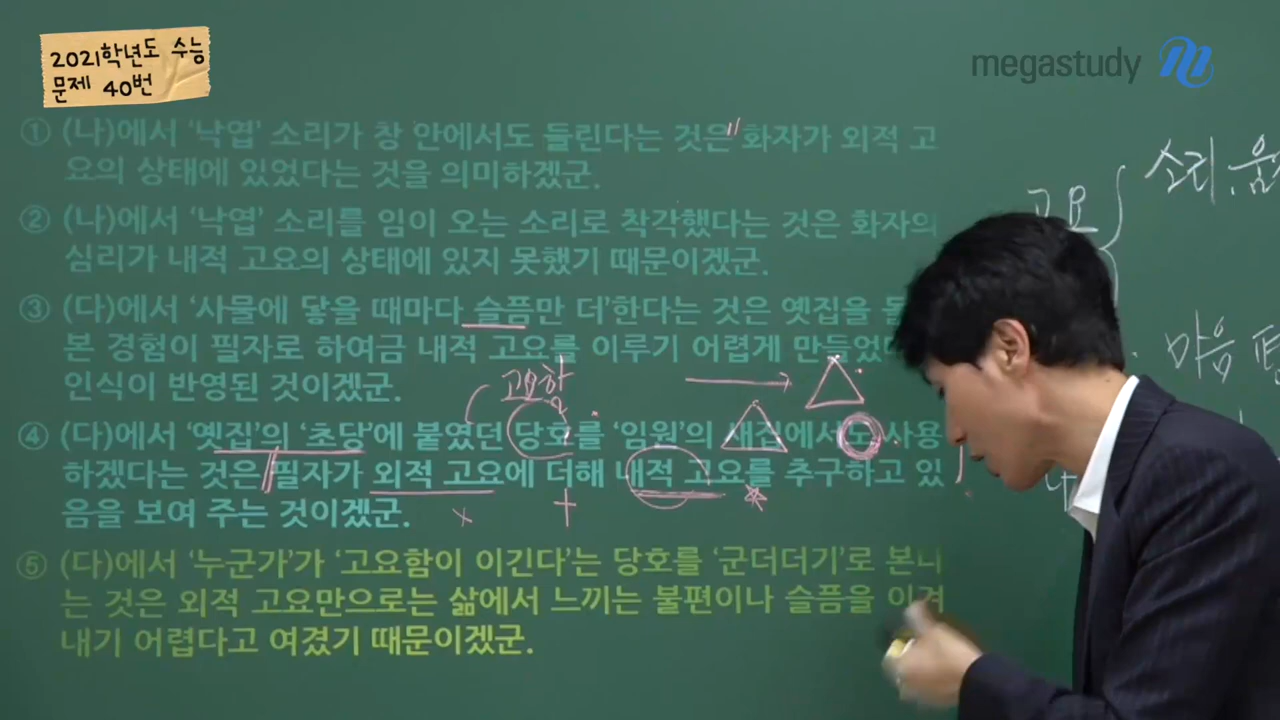 2021학년도 수능
문제 40번
megastudy
① (나)에서 '낙엽' 소리가 창 안에서도 들린다는 것은 화자가 외적 고
요의 상태에 있었다는 것을 의미하겠군.
② (나)에서 '낙엽' 소리를 임이 오는 소리로 착각했다는 것은 화자의
심리가 내적 고요의 상태에 있지 못했기 때문이겠군.
③ (다)에서 '사물에 닿을 때마다 슬픔만 더'한다는 것은 옛집을
본 경험이 필자로 하여금 내적 고요를 이루기 어렵게
인식이 반영된 것이겠군.
고요함
④ (다)에서 '옛집'의 '초당'에 붙였던 당호를 '임원'의 새집에서도 사용
하겠다는 것은 필자가 외적 고요에 더해 내적 고요를 추구하고 있
음을 보여 주는 것이겠군.
⑤ (다)에서 '누군가'가 '고요함이 이긴다'는 당호를 '군더더기'로 본
는 것은 외적 고요만으로는 삶에서 느끼는 불편이나 슬픔을
내기 어렵다고 여겼기 때문이겠군.
고요
소리
마음